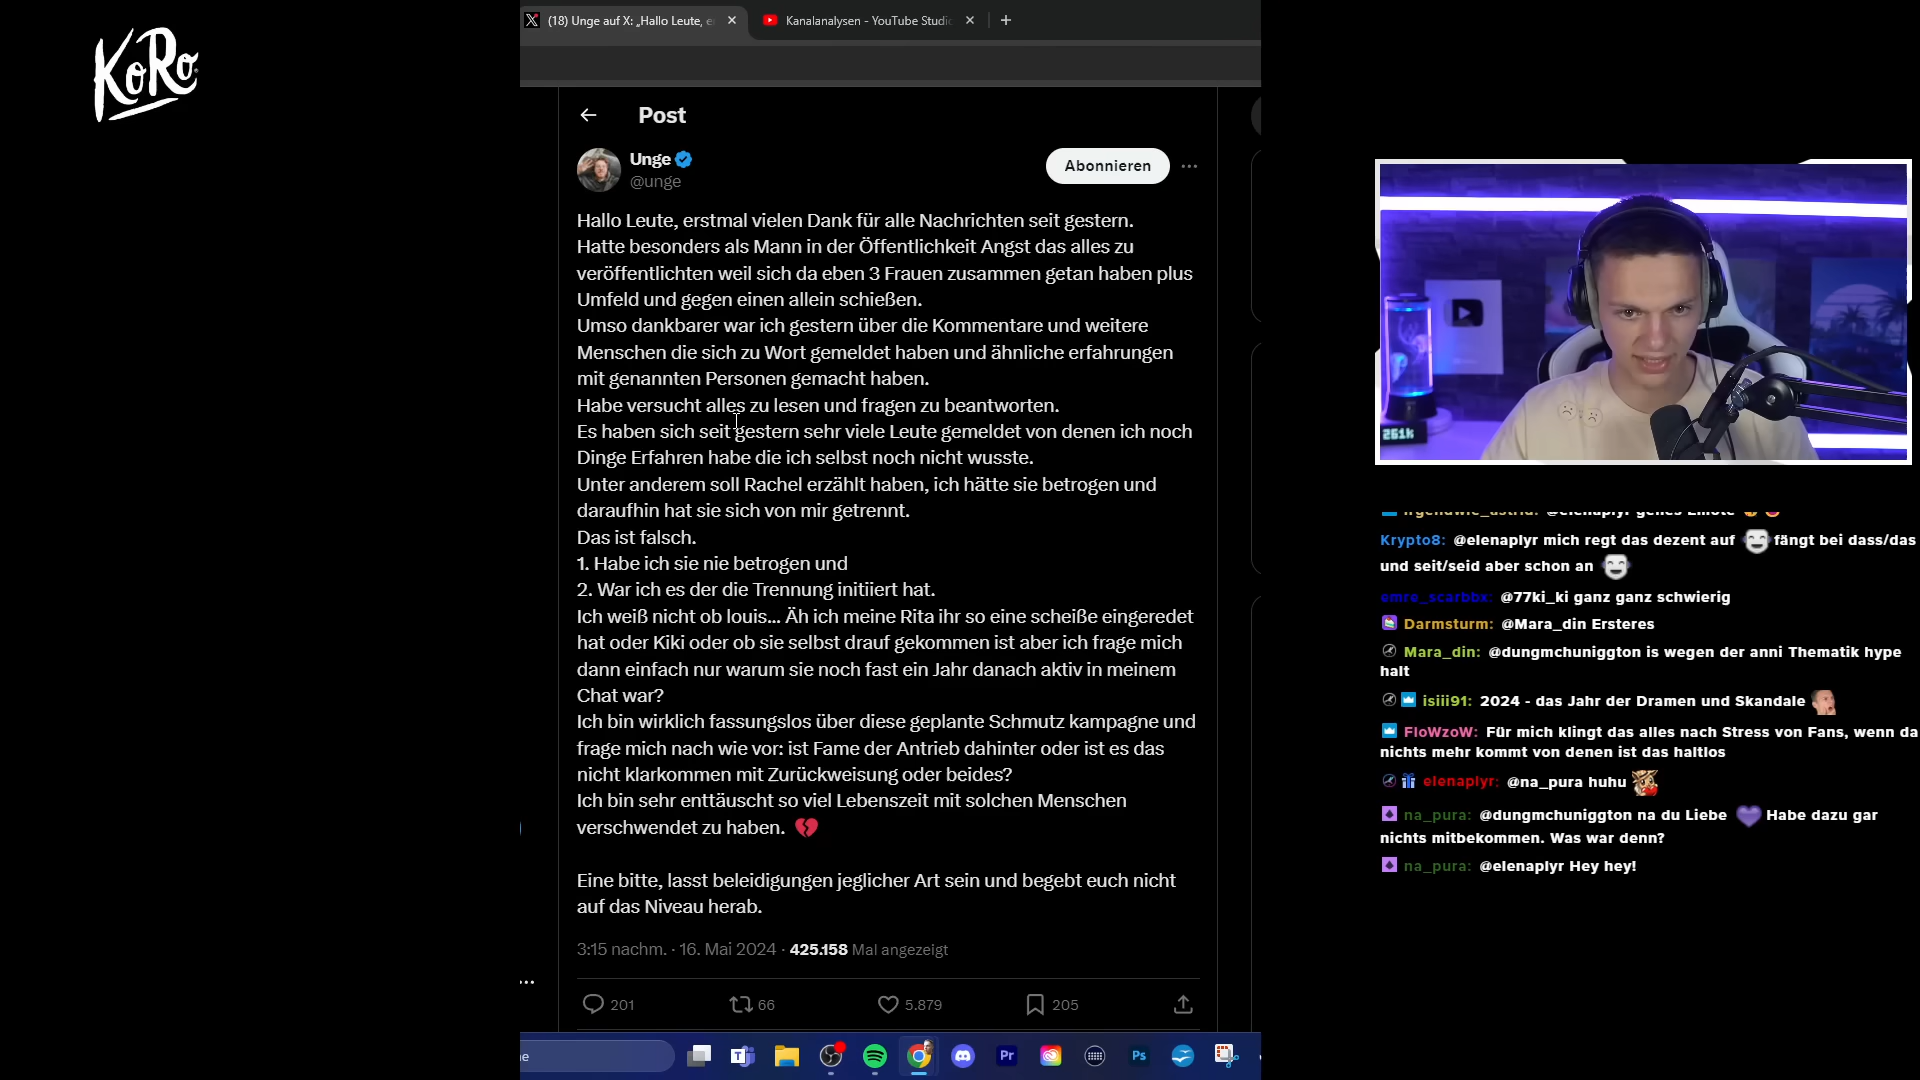 KoRo
(18) Unge auf X: „Hallo Leute, e
Kanalanalysen - YouTube Studio
Post
Unge
@unge
Abonnieren
Hallo Leute, erstmal vielen Dank für alle Nachrichten seit gestern.
Hatte besonders als Mann in der Öffentlichkeit Angst das alles zu
veröffentlichten weil sich da eben 3 Frauen zusammen getan haben plus
Umfeld und gegen einen allein schießen.
Umso dankbarer war ich gestern über die Kommentare und weitere
Menschen die sich zu Wort gemeldet haben und ähnliche erfahrungen
mit genannten Personen gemacht haben.
Habe versucht alles zu lesen und fragen zu beantworten.
Es haben sich seit gestern sehr viele Leute gemeldet von denen ich noch
Dinge Erfahren habe die ich selbst noch nicht wusste.
Unter anderem soll Rachel erzählt haben, ich hätte sie betrogen und
daraufhin hat sie sich von mir getrennt.
Das ist falsch.
1. Habe ich sie nie betrogen und
2. War ich es der die Trennung initiiert hat.
Ich weiß nicht ob louis... Äh ich meine Rita ihr so eine scheiße eingeredet
hat oder Kiki oder ob sie selbst drauf gekommen ist aber ich frage mich
dann einfach nur warum sie noch fast ein Jahr danach aktiv in meinem
Chat war?
Ich bin wirklich fassungslos über diese geplante Schmutz kampagne und
frage mich nach wie vor: ist Fame der Antrieb dahinter oder ist es das
nicht klarkommen mit Zurückweisung oder beides?
Ich bin sehr enttäuscht so viel Lebenszeit mit solchen Menschen
verschwendet zu haben. 💔
Eine bitte, lasst beleidigungen jeglicher Art sein und begebt euch nicht
auf das Niveau herab.
3:15 nachm. · 16. Mai 2024 · 425.158 Mal angezeigt
201 66 5.879 205
Pr
Ps
261k
irgendwie_astrid: @elenaplyr geiles Emote
Krypto8: @elenaplyr mich regt das dezent auf fängt bei dass/das
und seit/seid aber schon an
emre_scarbbx: @77ki_ki ganz ganz schwierig
Darmsturm: @Mara_din Ersteres
Mara_din: @dungmchuniggton is wegen der anni Thematik hype
halt
isiii91: 2024 - das Jahr der Dramen und Skandale
FloWzoW: Für mich klingt das alles nach Stress von Fans, wenn da
nichts mehr kommt von denen ist das haltlos
elenaplyr: @na_pura huhu
na_pura: @dungmchuniggton na du Liebe 💜 Habe dazu gar
nichts mitbekommen. Was war denn?
na_pura: @elenaplyr Hey hey!